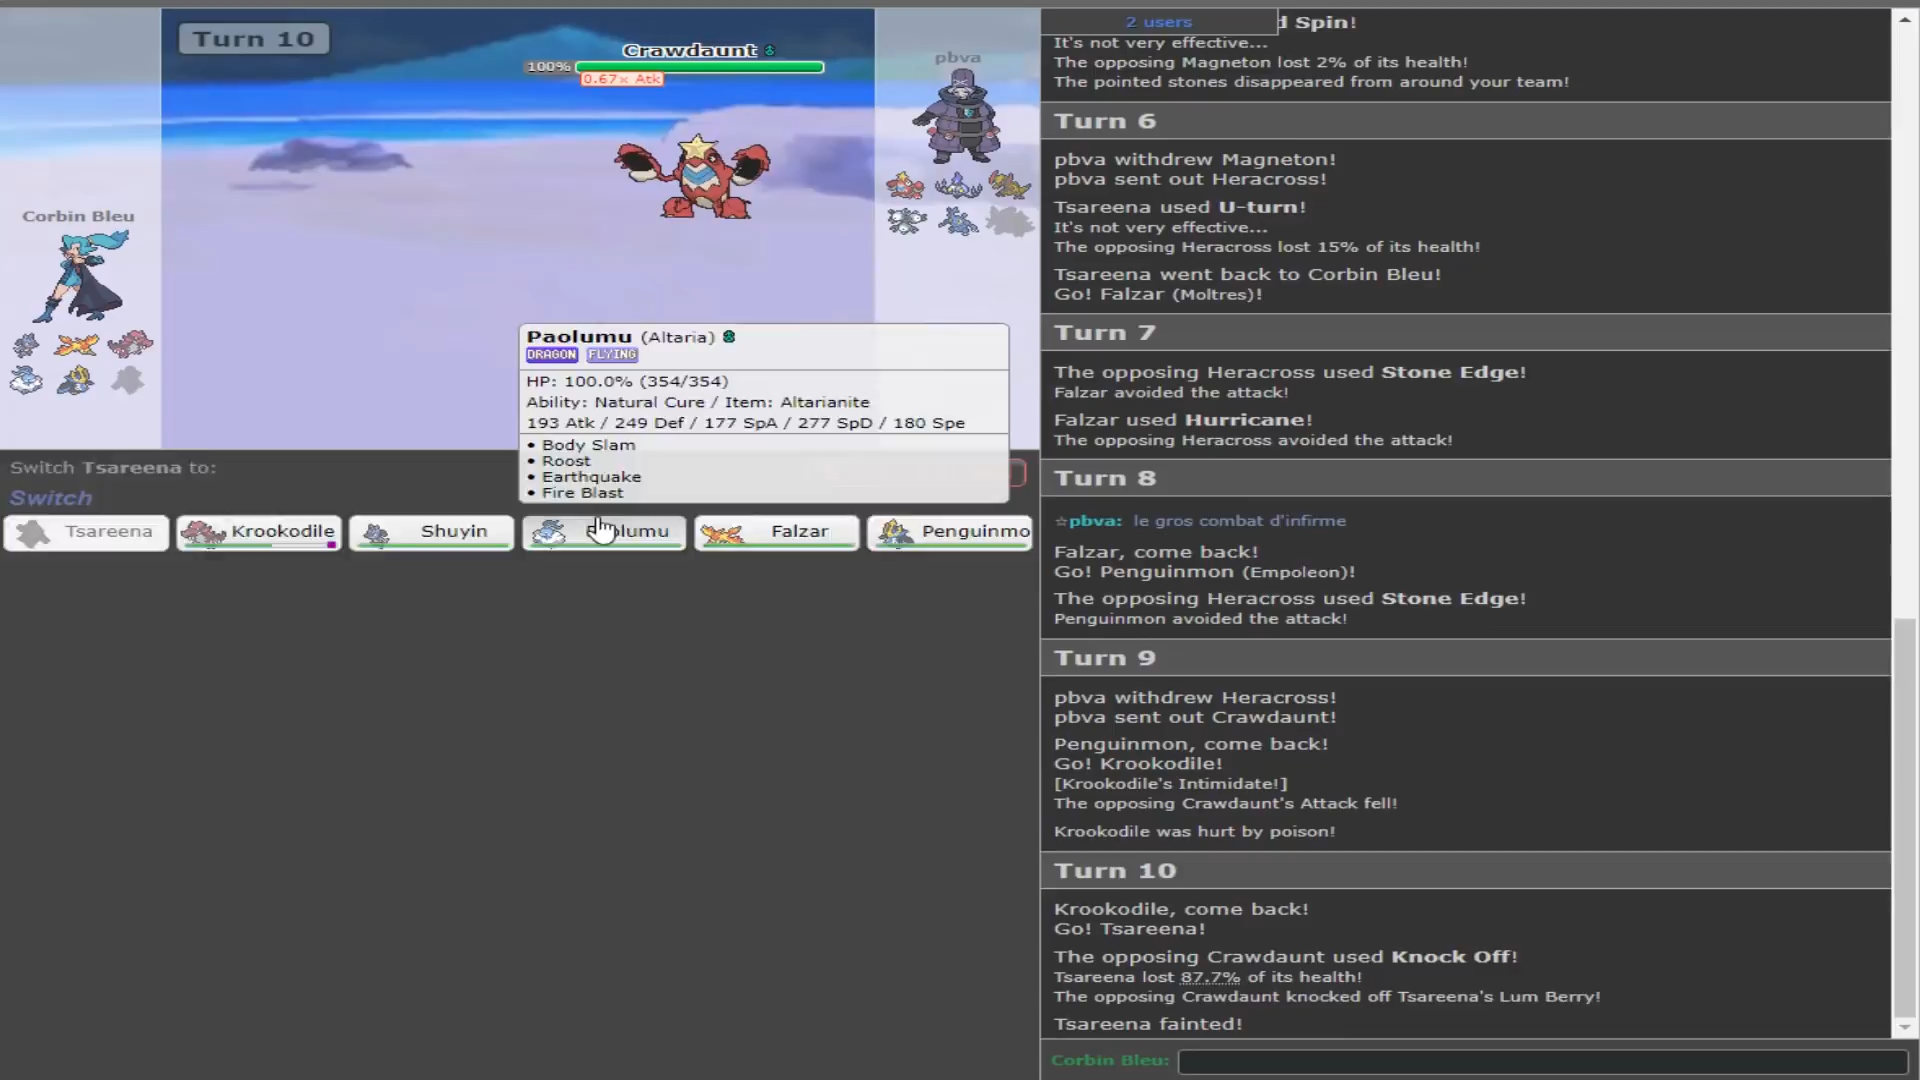 Turn 10
Crawdaunt
100%
0.67× Atk
pbva
Corbin Bleu
Paolumu (Altaria)
DRAGON FLYING
HP: 100.0% (354/354)
Ability: Natural Cure / Item: Altarianite
193 Atk / 249 Def / 177 SpA / 277 SpD / 180 Spe
• Body Slam
• Roost
• Earthquake
• Fire Blast
Switch Tsareena to:
Switch
Tsareena
Krookodile
Shuyin
Falzar
Penguinmo
2 users
d Spin!
It's not very effective...
The opposing Magneton lost 2% of its health!
The pointed stones disappeared from around your team!
Turn 6
pbva withdrew Magneton!
pbva sent out Heracross!
Tsareena used U-turn!
It's not very effective...
The opposing Heracross lost 15% of its health!
Tsareena went back to Corbin Bleu!
Go! Falzar (Moltres)!
Turn 7
The opposing Heracross used Stone Edge!
Falzar avoided the attack!
Falzar used Hurricane!
The opposing Heracross avoided the attack!
Turn 8
☆pbva: le gros combat d'infirme
Falzar, come back!
Go! Penguinmon (Empoleon)!
The opposing Heracross used Stone Edge!
Penguinmon avoided the attack!
Turn 9
pbva withdrew Heracross!
pbva sent out Crawdaunt!
Penguinmon, come back!
Go! Krookodile!
[Krookodile's Intimidate!]
The opposing Crawdaunt's Attack fell!
Krookodile was hurt by poison!
Turn 10
Krookodile, come back!
Go! Tsareena!
The opposing Crawdaunt used Knock Off!
Tsareena lost 87.7% of its health!
The opposing Crawdaunt knocked off Tsareena's Lum Berry!
Tsareena fainted!
Corbin Bleu: